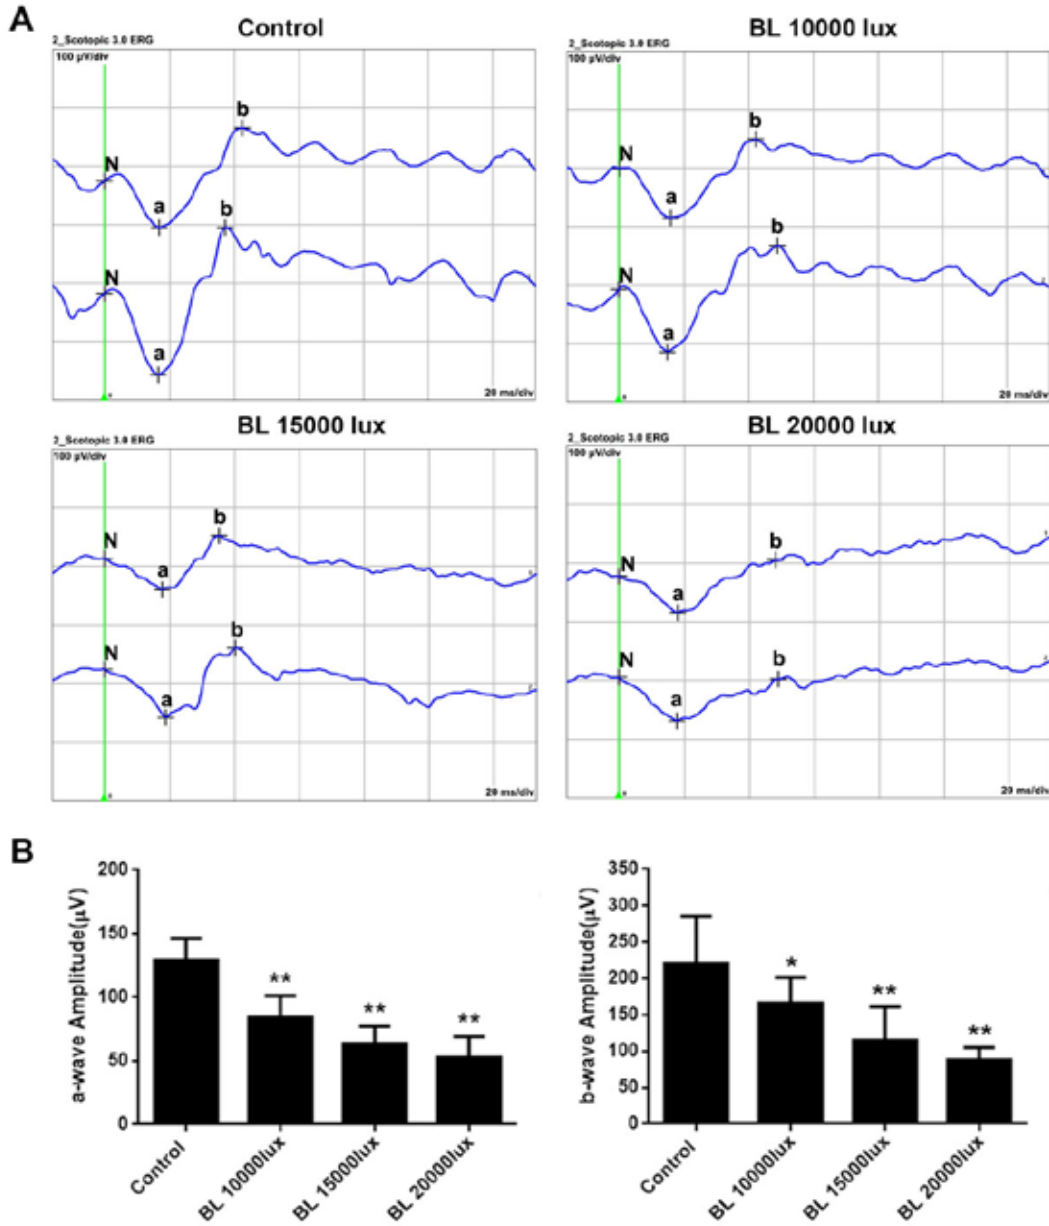 A
Control
2_Scotopic 3.0 ERG
100 µV/div
N
a
b
N
a
b
20 ms/div
BL 10000 lux
2_Scotopic 3.0 ERG
100 µV/div
N
a
b
N
a
b
20 ms/div
BL 15000 lux
2_Scotopic 3.0 ERG
100 µV/div
N
a
b
N
a
b
20 ms/div
BL 20000 lux
2_Scotopic 3.0 ERG
100 µV/div
N
a
b
N
a
b
20 ms/div
B
a-wave Amplitude(µV)
200
150
100
50
0
**
**
**
Control
BL 10000lux
BL 15000lux
BL 20000lux
b-wave Amplitude(µV)
350
300
250
200
150
100
50
0
*
**
**
Control
BL 10000lux
BL 15000lux
BL 20000lux